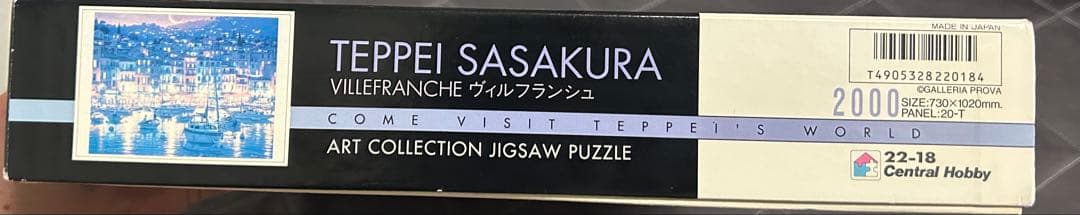 TEPPEI SASAKURA
VILLEFRANCHE ヴィルフランシュ
COME VISIT TEPPEI'S WORLD
ART COLLECTION JIGSAW PUZZLE
MADE IN JAPAN
T4905328220184
©GALLERIA PROVA
2000 SIZE:730×1020mm.
PANEL:20-T
22-18
Central Hobby